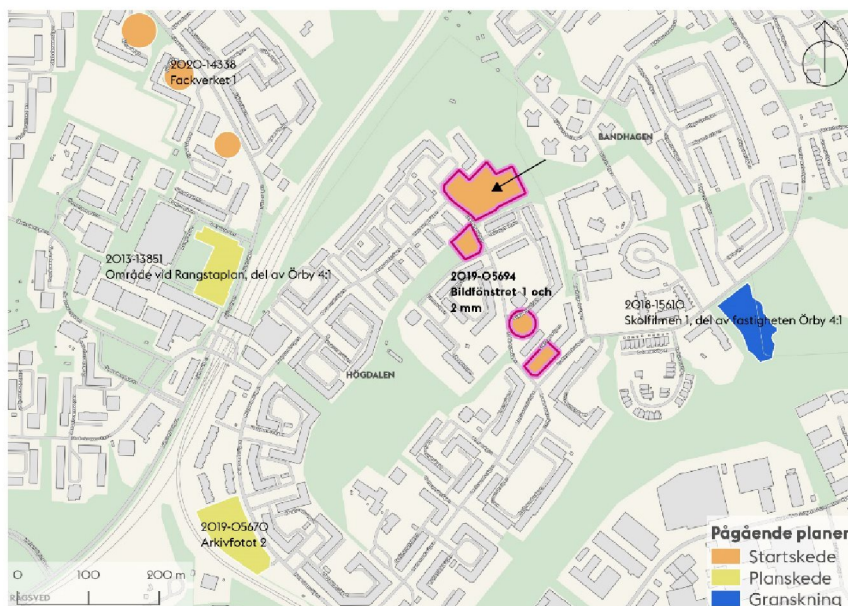 2020-14338
Fackverket 1
BANDHAGEN
2013-13851
Område vid Rangstaplan, del av Örby 4:1
2019-05694
Bildfönstret 1 och
2 mm
2018-15610
Skolfilmen 1, del av fastigheten Örby 4:1
HÖGDALEN
2019-05670
Arkivfotot 2
Pågående planer
Startskede
Planskede
Granskning
0 100 200 m
RÅGSVED